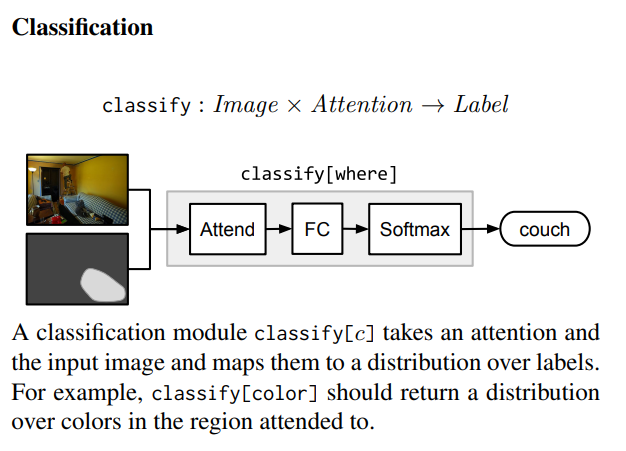 Classification
classify : Image × Attention → Label
classify[where]
Attend
FC
Softmax
couch
A classification module classify[c] takes an attention and
the input image and maps them to a distribution over labels.
For example, classify[color] should return a distribution
over colors in the region attended to.